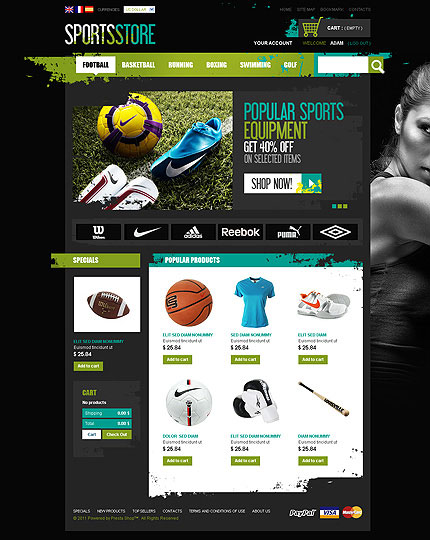 CURRENCIES: US DOLLAR
HOME SITE MAP BOOKMARK CONTACTS
SPORTSSTORE
CART : (EMPTY)
YOUR ACCOUNT WELCOME ADAM (LOG OUT)
FOOTBALL BASKETBALL RUNNING BOXING SWIMMING GOLF
POPULAR SPORTS
EQUIPMENT
GET 40% OFF
ON SELECTED ITEMS
SHOP NOW!
Wilson adidas Reebok PUMA UMBRO
SPECIALS
POPULAR PRODUCTS
ELIT SED DIAM NONUMMY
Euismod tincidunt ut
$ 25.84
Add to cart
ELIT SED DIAM NONUMMY
Euismod tincidunt ut
$ 25.84
Add to cart
SED DIAM NONUMMY
Euismod tincidunt ut
$ 25.84
Add to cart
ELIT SED DIAM
Euismod tincidunt ut
$ 25.84
Add to cart
CART
No products
Shipping 0.00 $
Total 0.00 $
Cart Check Out
DOLOR SED DIAM
Euismod tincidunt ut
$ 25.84
Add to cart
ELIT SED DIAM NONUMMY
Euismod tincidunt ut
$ 25.84
Add to cart
DIAM NONUMMY
Euismod tincidunt ut
$ 25.84
Add to cart
SPECIALS NEW PRODUCTS TOP SELLERS CONTACTS TERMS AND CONDITIONS OF USE ABOUT US
© 2011 Powered by Presta Shop™. All Rights Reserved
PayPal VISA MasterCard